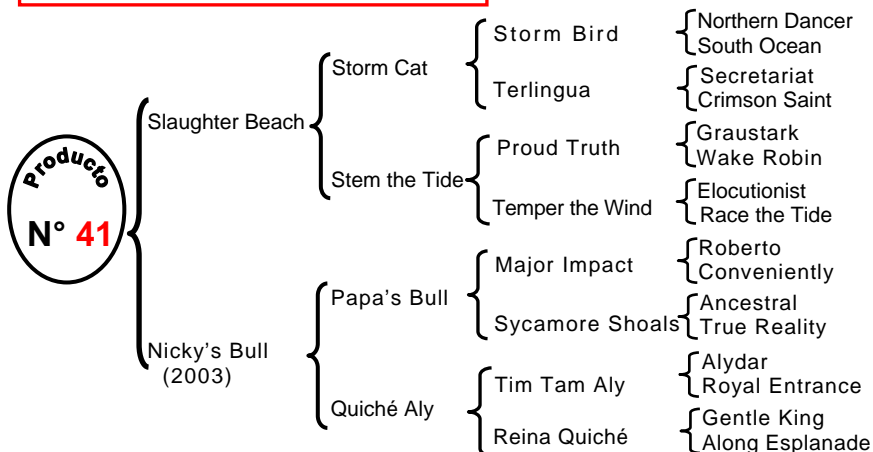 Producto
N° 41
Slaughter Beach
Nicky's Bull
(2003)
Storm Cat
Stem the Tide
Papa's Bull
Quiché Aly
Storm Bird
Terlingua
Proud Truth
Temper the Wind
Major Impact
Sycamore Shoals
Tim Tam Aly
Reina Quiché
Northern Dancer
South Ocean
Secretariat
Crimson Saint
Graustark
Wake Robin
Elocutionist
Race the Tide
Roberto
Conveniently
Ancestral
True Reality
Alydar
Royal Entrance
Gentle King
Along Esplanade